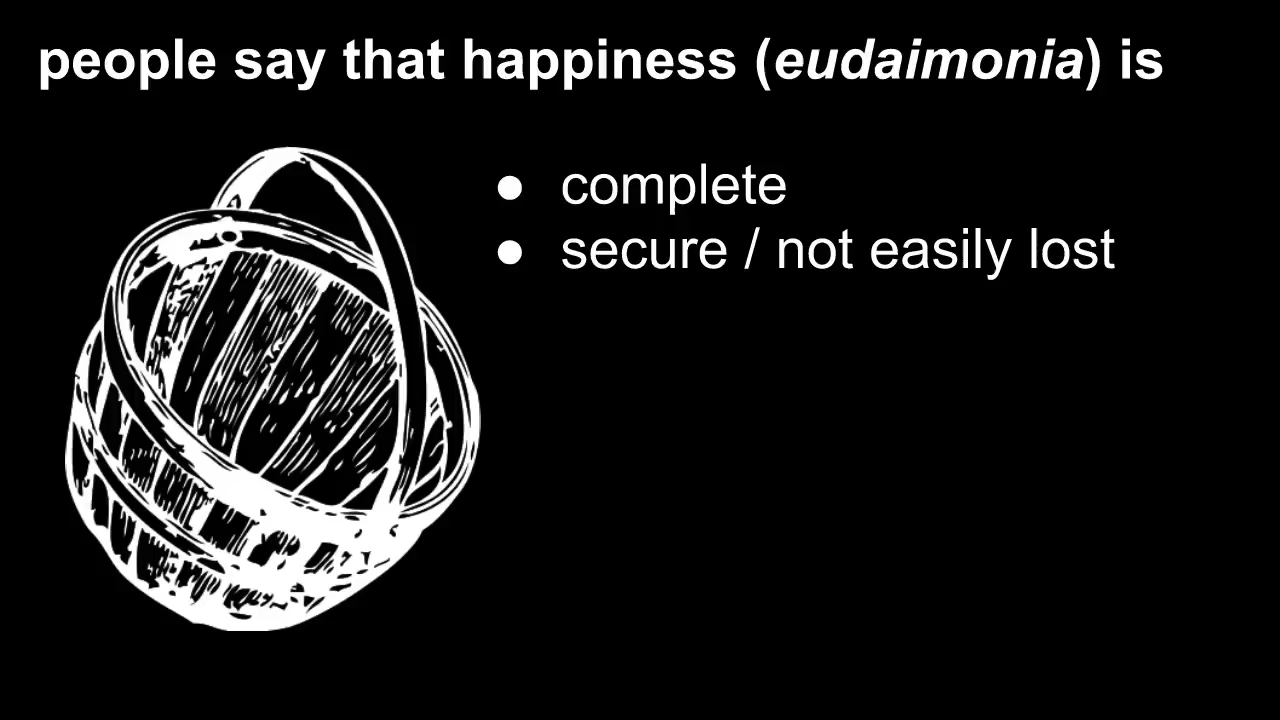 people say that happiness (eudaimonia) is
● complete
● secure / not easily lost